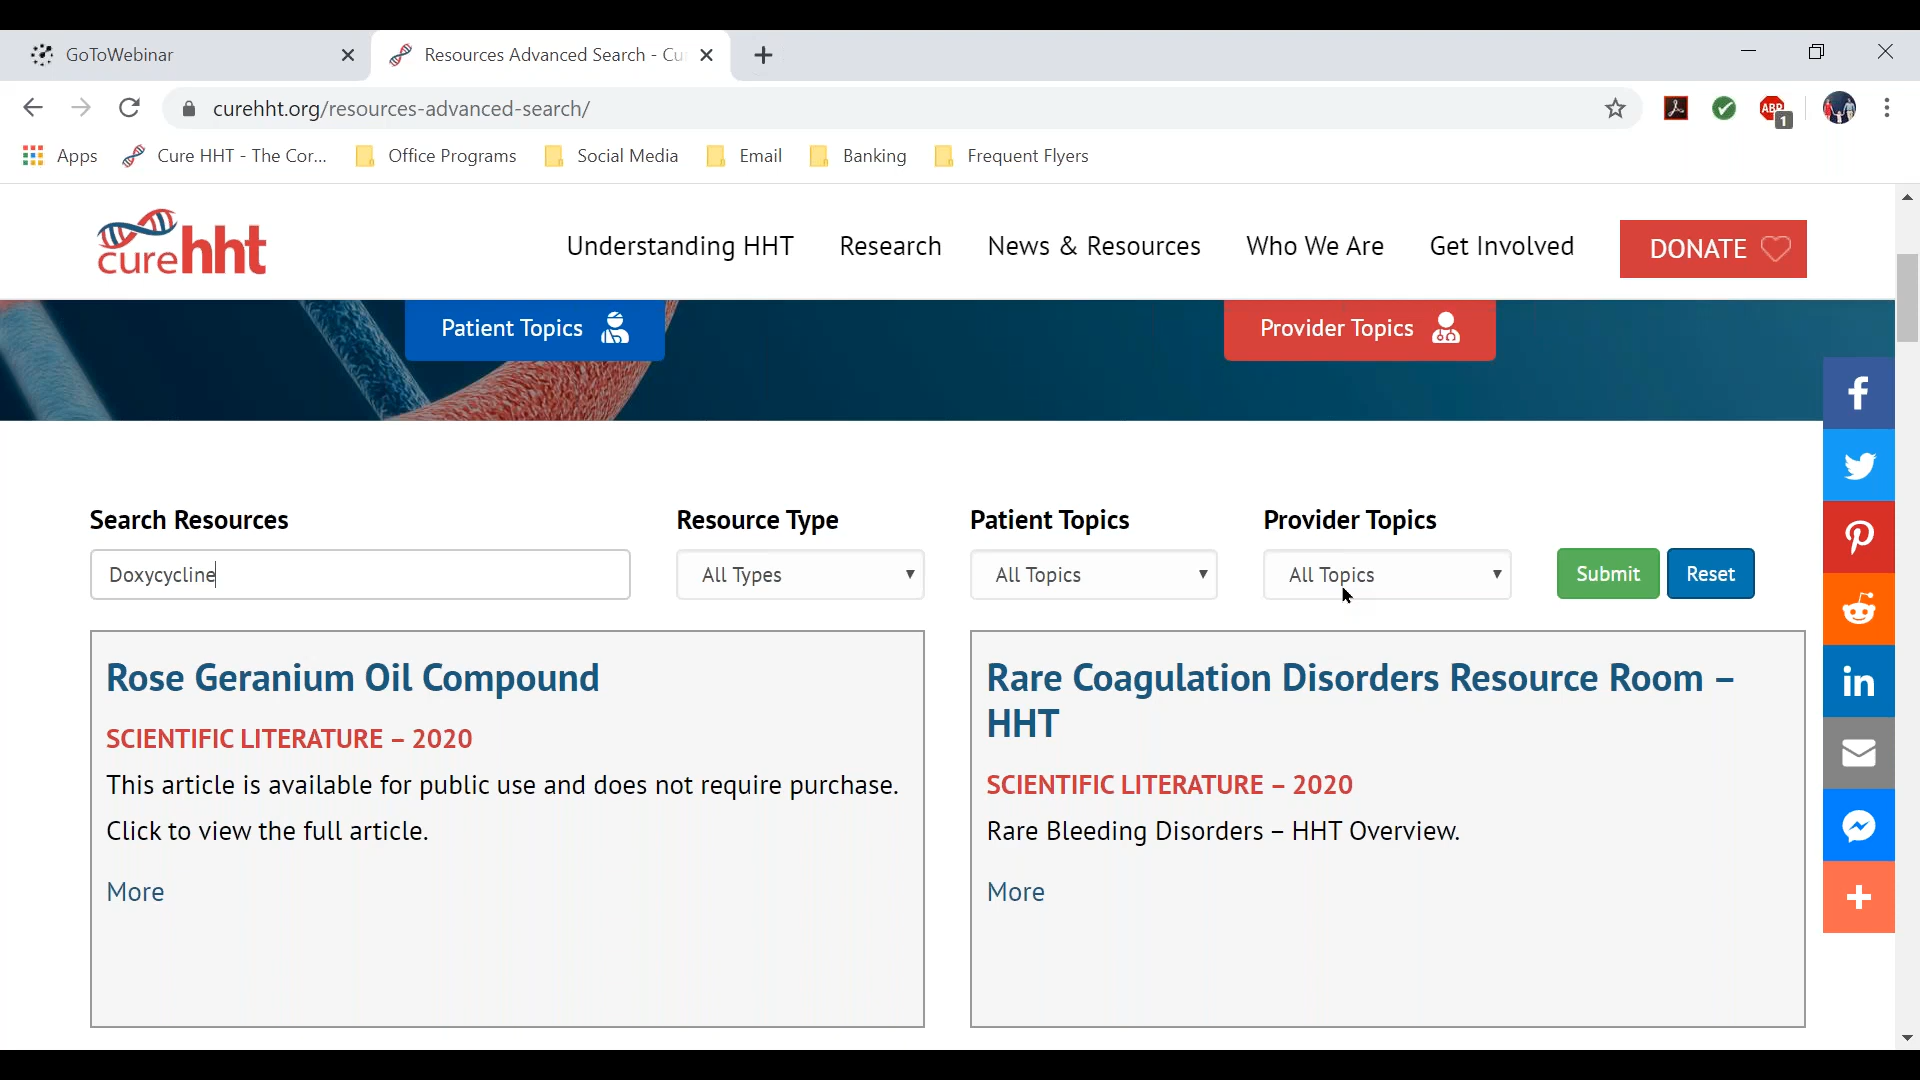 GoToWebinar
Resources Advanced Search - Cu
curehht.org/resources-advanced-search/
ABP
1
Apps
Cure HHT - The Cor...
Office Programs
Social Media
Email
Banking
Frequent Flyers
curehht
Understanding HHT
Research
News & Resources
Who We Are
Get Involved
DONATE
Patient Topics
Provider Topics
Search Resources
Resource Type
Patient Topics
Provider Topics
Doxycycline
All Types
All Topics
All Topics
Submit
Reset
Rose Geranium Oil Compound
SCIENTIFIC LITERATURE – 2020
This article is available for public use and does not require purchase.
Click to view the full article.
More
Rare Coagulation Disorders Resource Room –
HHT
SCIENTIFIC LITERATURE – 2020
Rare Bleeding Disorders – HHT Overview.
More